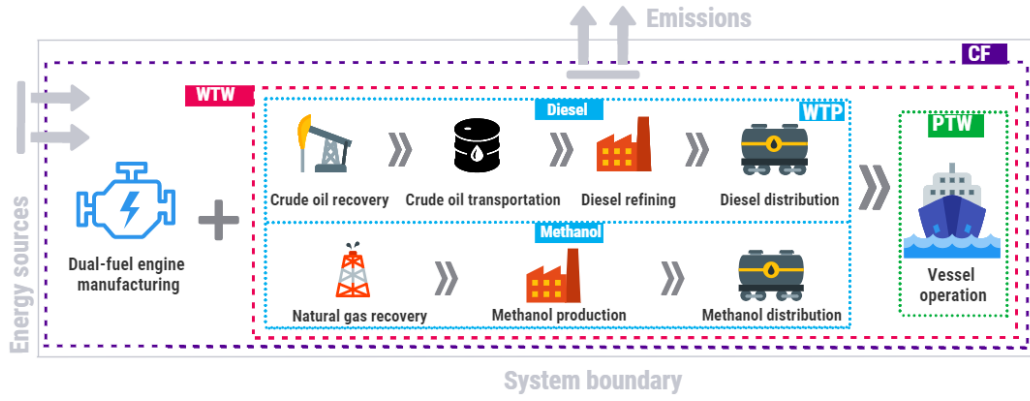 Emissions
CF
WTW
Diesel
WTP
PTW
Crude oil recovery
Crude oil transportation
Diesel refining
Diesel distribution
Methanol
Energy sources
Dual-fuel engine
manufacturing
Vessel
operation
Natural gas recovery
Methanol production
Methanol distribution
System boundary